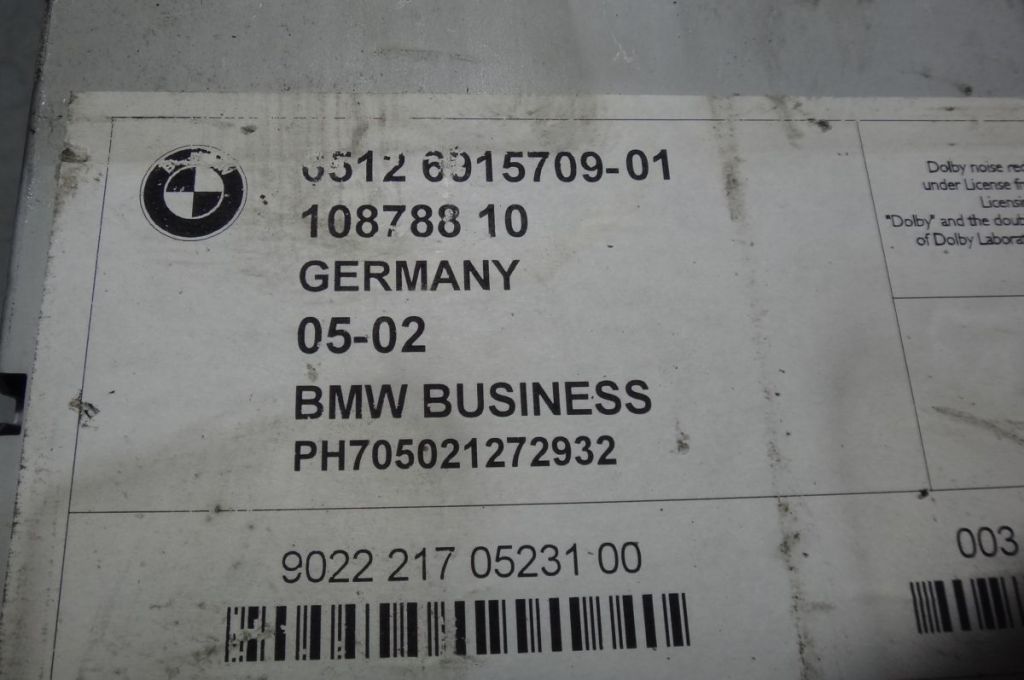 6512 6915709-01
108788 10
GERMANY
05-02
BMW BUSINESS
PH705021272932
Dolby noise
under License
"Dolby" and the
of Dolby
9022 217 05231 00
003